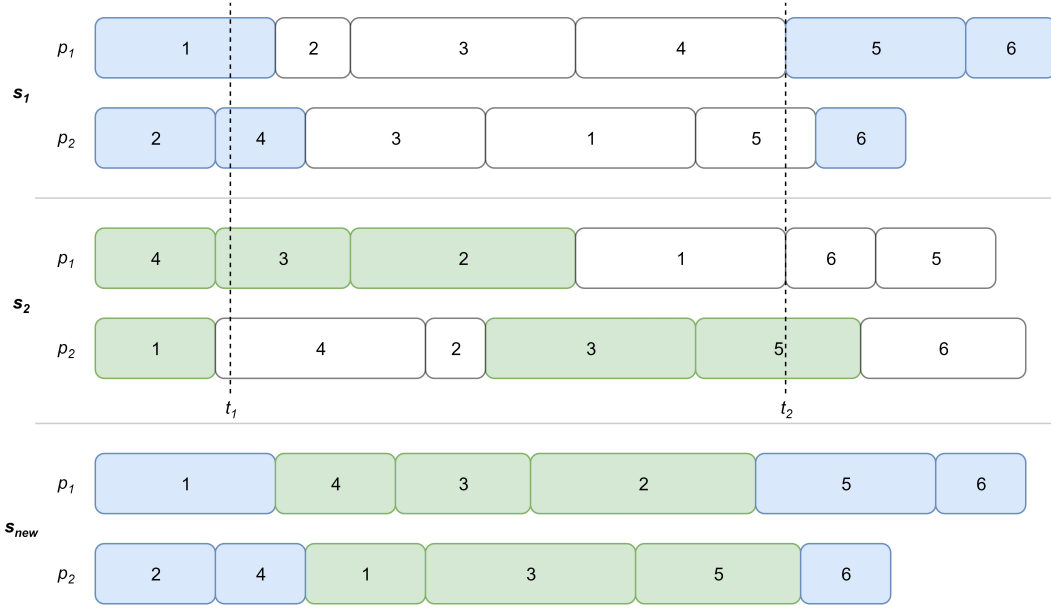 p1 1 2 3 4 5 6
s1
p2 2 4 3 1 5 6
p1 4 3 2 1 6 5
s2
p2 1 4 2 3 5 6
t1 t2
p1 1 4 3 2 5 6
snew
p2 2 4 1 3 5 6